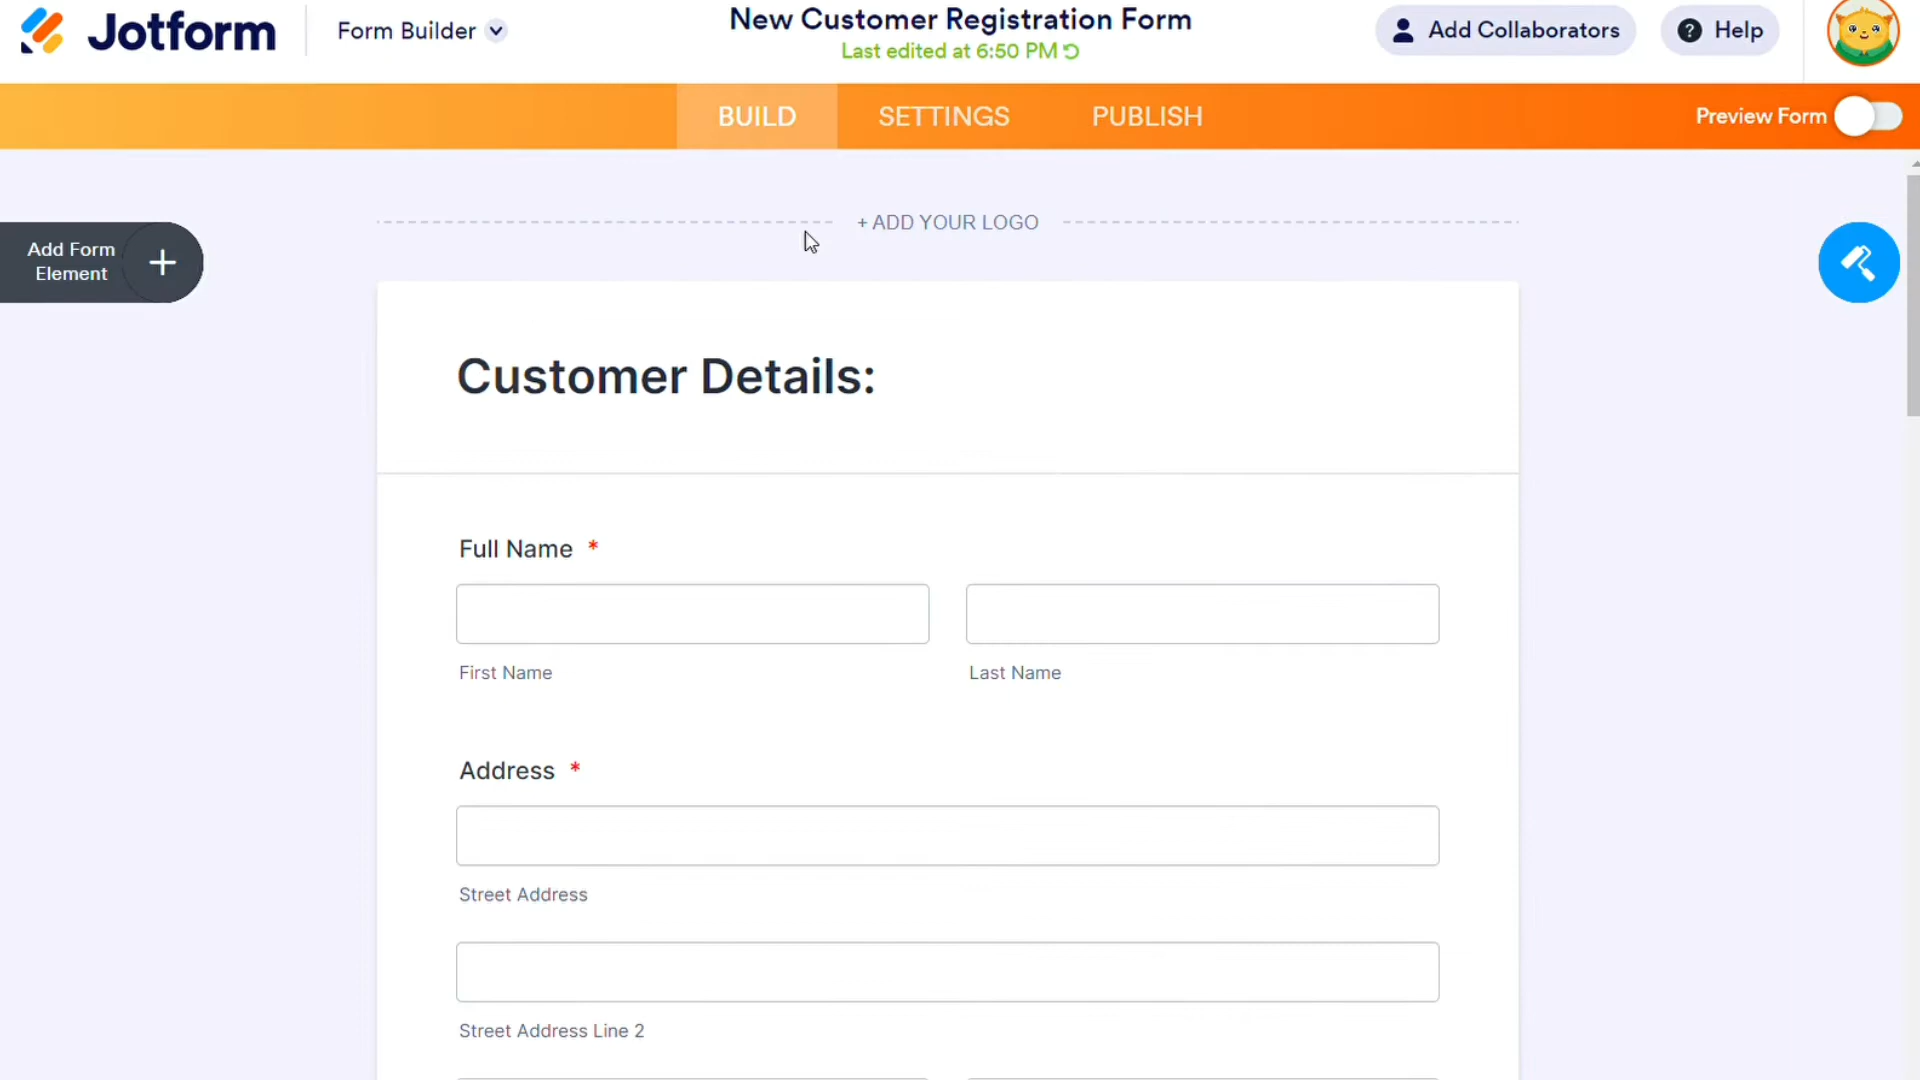 Jotform
Form Builder
New Customer Registration Form
Last edited at 6:50 PM
Add Collaborators
? Help
BUILD
SETTINGS
PUBLISH
Preview Form
+ ADD YOUR LOGO
Add Form
Element
Customer Details:
Full Name *
First Name
Last Name
Address *
Street Address
Street Address Line 2